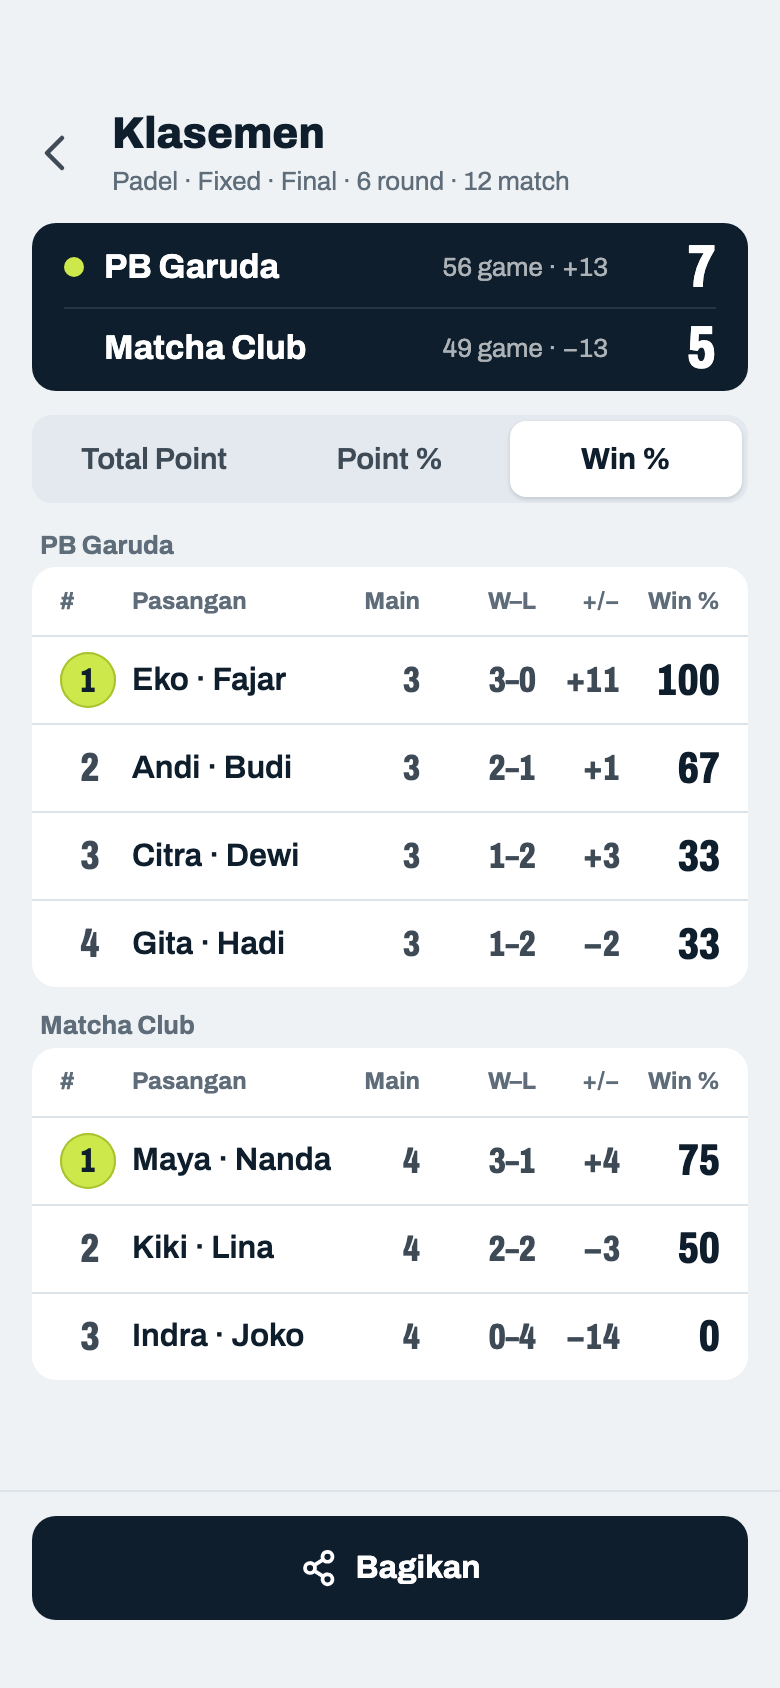 Klasemen
Padel · Fixed · Final · 6 round · 12 match
PB Garuda 56 game · +13 7
Matcha Club 49 game · −13 5
Total Point Point % Win %
PB Garuda
# Pasangan Main W–L +/− Win %
1 Eko · Fajar 3 3–0 +11 100
2 Andi · Budi 3 2–1 +1 67
3 Citra · Dewi 3 1–2 +3 33
4 Gita · Hadi 3 1–2 −2 33
Matcha Club
# Pasangan Main W–L +/− Win %
1 Maya · Nanda 4 3–1 +4 75
2 Kiki · Lina 4 2–2 −3 50
3 Indra · Joko 4 0–4 −14 0
Bagikan